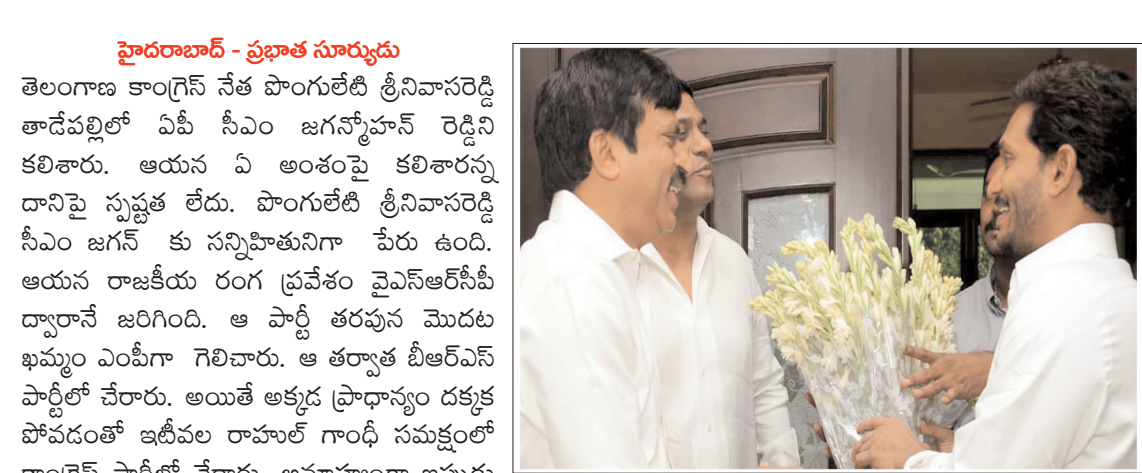 హైదరాబాద్ - ప్రభాత సూర్యుడు
తెలంగాణ కాంగ్రెస్ నేత పొంగులేటి శ్రీనివాసరెడ్డి
తాడేపల్లిలో ఏపీ సీఎం జగన్మోహన్ రెడ్డిని
కలిశారు. ఆయన ఏ అంశంపై కలిశారన్న
దానిపై స్పష్టత లేదు. పొంగులేటి శ్రీనివాసరెడ్డి
సీఎం జగన్ కు సన్నిహితునిగా పేరు ఉంది.
ఆయన రాజకీయ రంగ ప్రవేశం వైఎస్ఆర్సీపీ
ద్వారానే జరిగింది. ఆ పార్టీ తరపున మొదట
ఖమ్మం ఎంపీగా గెలిచారు. ఆ తర్వాత బీఆర్ఎస్
పార్టీలో చేరారు. అయితే అక్కడ ప్రాధాన్యం దక్కక
పోవడంతో ఇటీవల రాహుల్ గాంధీ సమక్షంలో